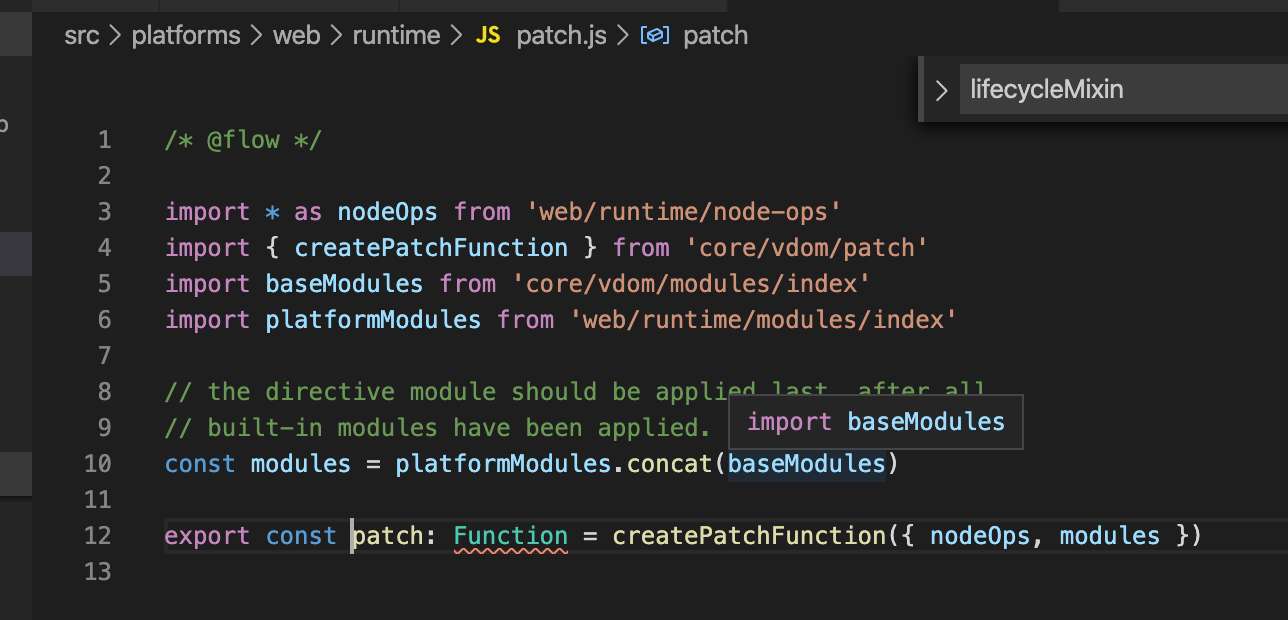 src > platforms > web > runtime > JS patch.js > patch
lifecycleMixin
1 /* @flow */
2
3 import * as nodeOps from 'web/runtime/node-ops'
4 import { createPatchFunction } from 'core/vdom/patch'
5 import baseModules from 'core/vdom/modules/index'
6 import platformModules from 'web/runtime/modules/index'
7
8 // the directive module should be applied last, after all
9 // built-in modules have been applied.
import baseModules
10 const modules = platformModules.concat(baseModules)
11
12 export const patch: Function = createPatchFunction({ nodeOps, modules })
13